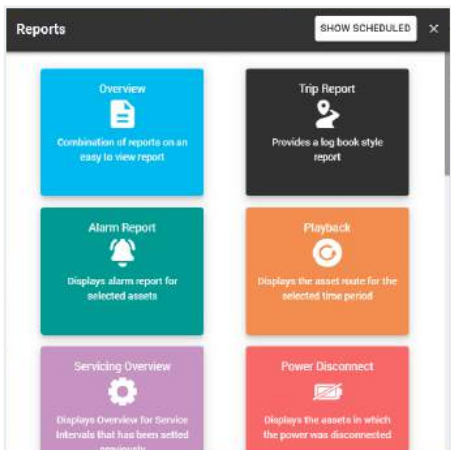 Reports
SHOW SCHEDULED
Overview
Combination of reports on an
easy to view report
Trip Report
Provides a log book style
report
Alarm Report
Displays alarm report for
selected assets
Playback
Displays the asset route for the
selected time period
Servicing Overview
Displays Overview for Service
Intervals that has been setted
previously
Power Disconnect
Displays the assets in which
the power was disconnected